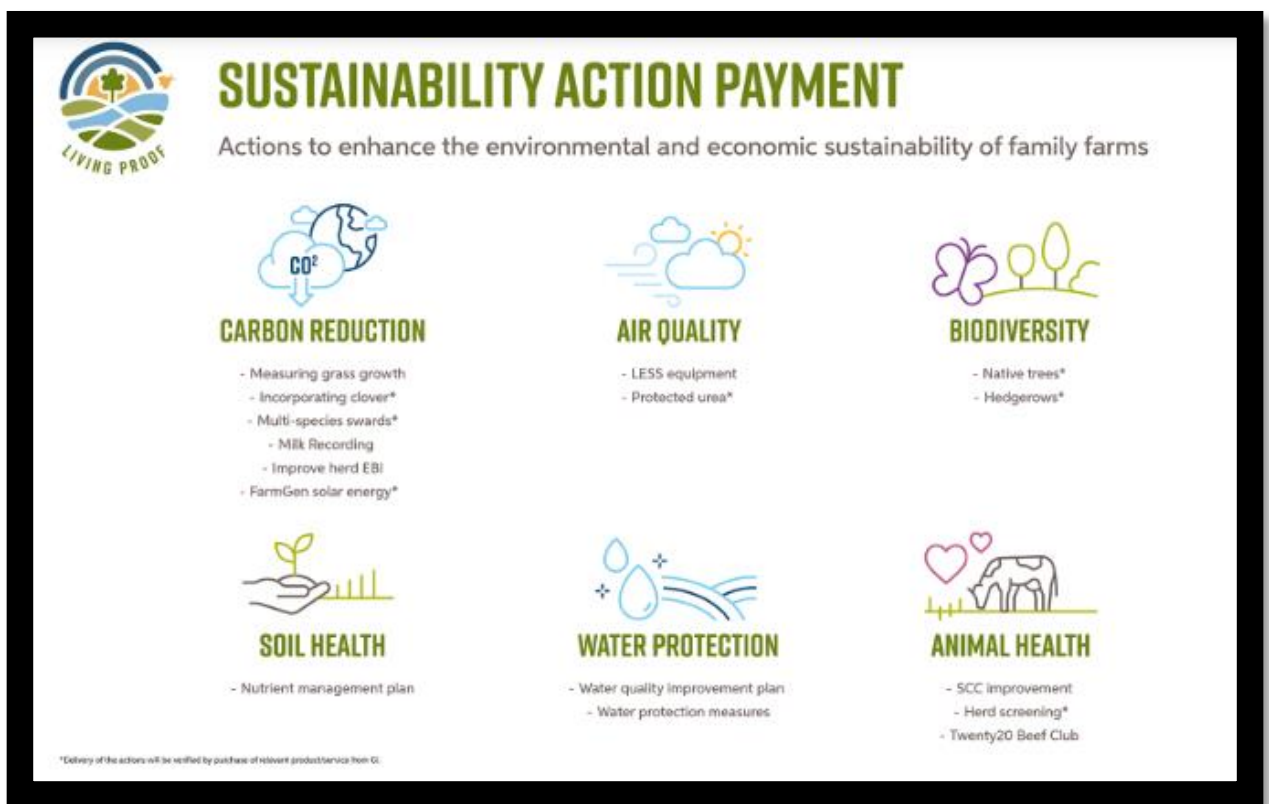 SUSTAINABILITY ACTION PAYMENT
Actions to enhance the environmental and economic sustainability of family farms
LIVING PROOF
CO²
CARBON REDUCTION
- Measuring grass growth
- Incorporating clover*
- Multi-species swards*
- Milk Recording
- Improve herd EBI
- FarmGen solar energy*
AIR QUALITY
- LESS equipment
- Protected urea*
BIODIVERSITY
- Native trees*
- Hedgerows*
SOIL HEALTH
- Nutrient management plan
WATER PROTECTION
- Water quality improvement plan
- Water protection measures
ANIMAL HEALTH
- SCC improvement
- Herd screening*
- Twenty20 Beef Club
*Delivery of the actions will be verified by purchase of relevant product/service from GI.